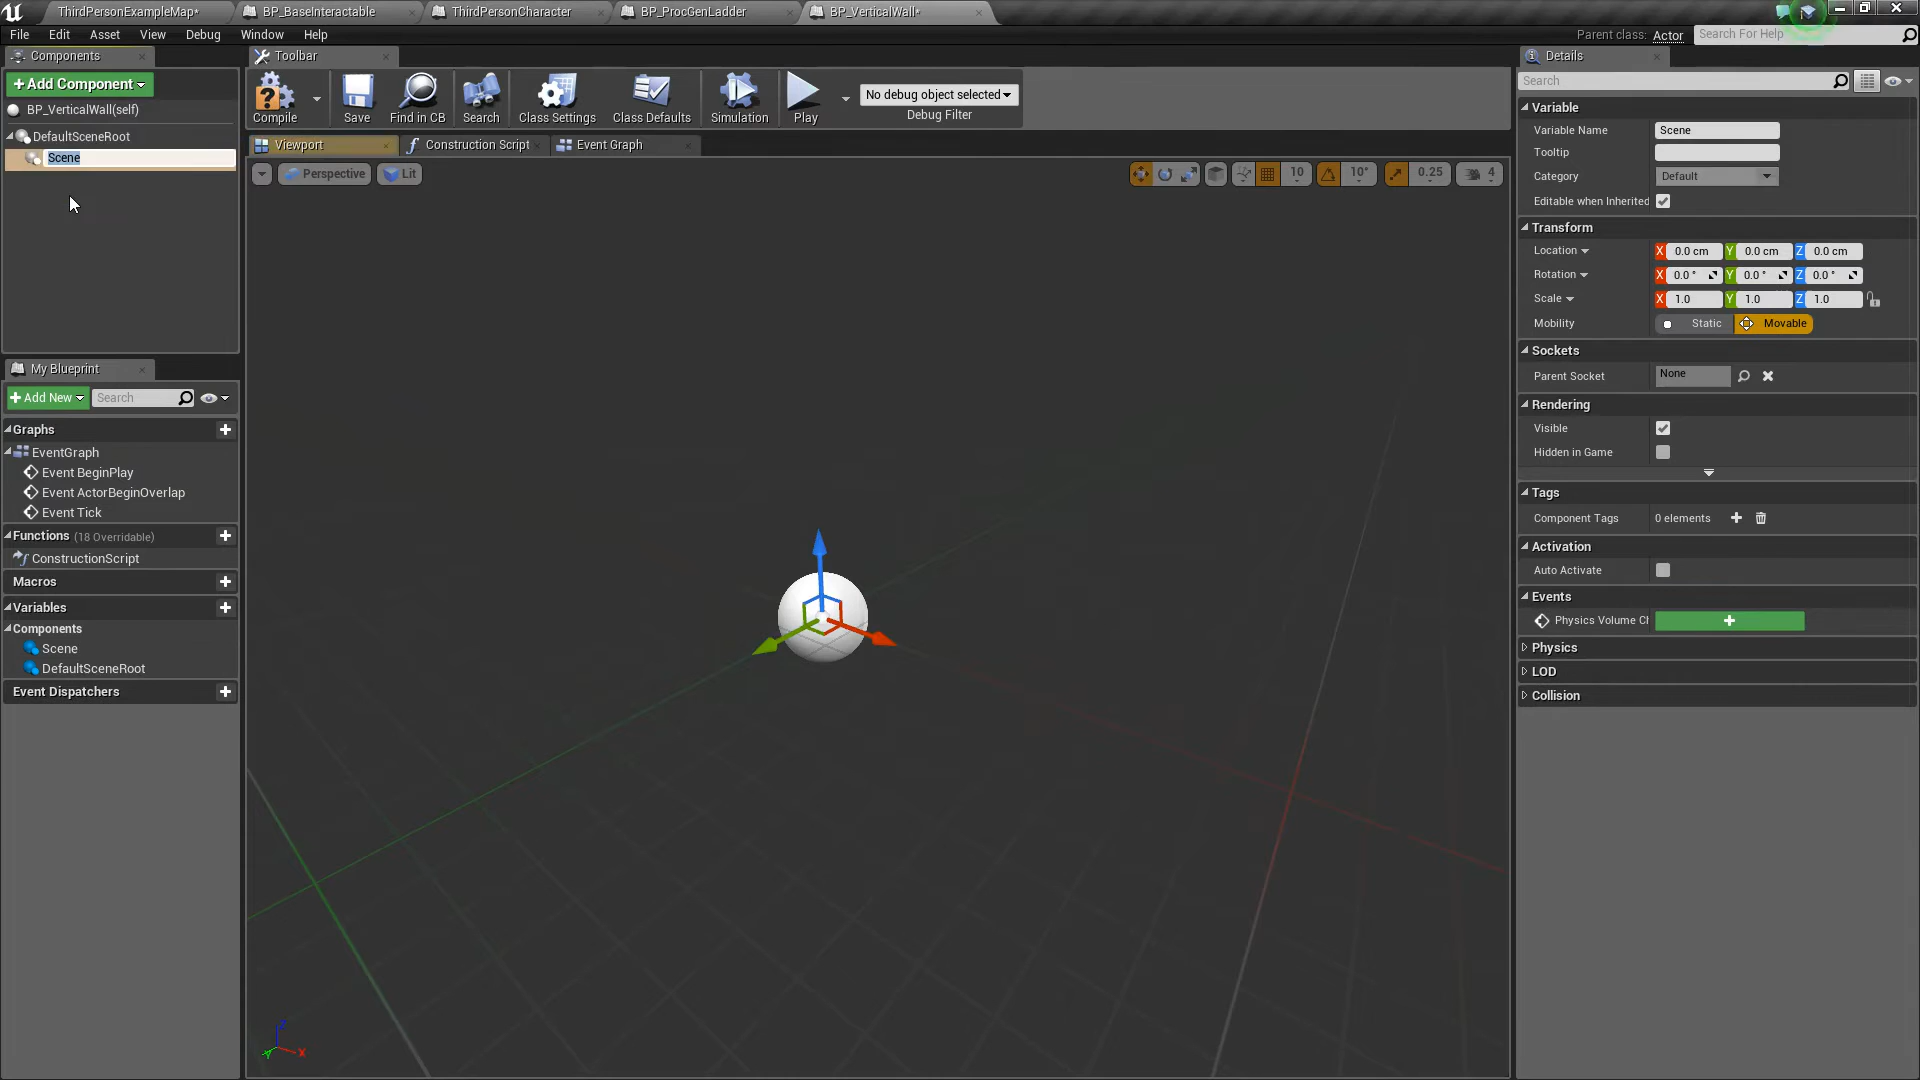 ThirdPersonExampleMap*
BP_BaseInteractable
ThirdPersonCharacter
BP_ProcGenLadder
BP_VerticalWall*
File Edit Asset View Debug Window Help
Parent class: Actor
Search For Help
Components
+ Add Component
BP_VerticalWall(self)
DefaultSceneRoot
Scene
Toolbar
Compile
Save
Find in CB
Search
Class Settings
Class Defaults
Simulation
Play
No debug object selected
Debug Filter
Viewport
Construction Script
Event Graph
Perspective
Lit
10
10°
0.25
4
My Blueprint
+ Add New
Search
Graphs
EventGraph
Event BeginPlay
Event ActorBeginOverlap
Event Tick
Functions (18 Overridable)
ConstructionScript
Macros
Variables
Components
Scene
DefaultSceneRoot
Event Dispatchers
Z
X
Y
Details
Search
Variable
Variable Name Scene
Tooltip
Category Default
Editable when Inherited
Transform
Location X 0.0 cm Y 0.0 cm Z 0.0 cm
Rotation X 0.0 ° Y 0.0 ° Z 0.0 °
Scale X 1.0 Y 1.0 Z 1.0
Mobility Static Movable
Sockets
Parent Socket None
Rendering
Visible
Hidden in Game
Tags
Component Tags 0 elements
Activation
Auto Activate
Events
Physics Volume Cl
Physics
LOD
Collision